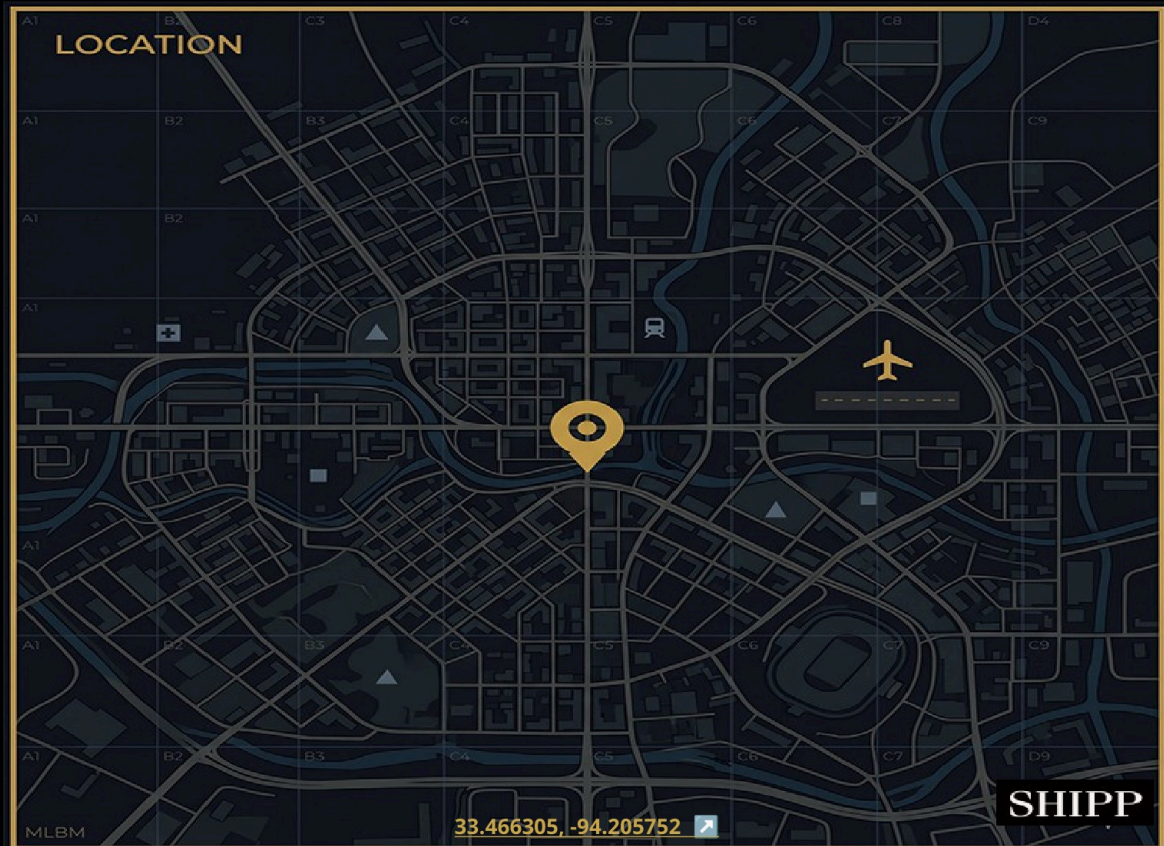 A1 B2 C3 C4 C5 C8 D4
LOCATION
A1 B2 B3 C4 C5 C6 C7 C9
A1 B2
A1
A1
A1 B2 B3 C4 C5 C6 C7 C9
A1 B2 B3 C4 C5 C6 C7 D9
SHIPP
33.466305, -94.205752
MLBM